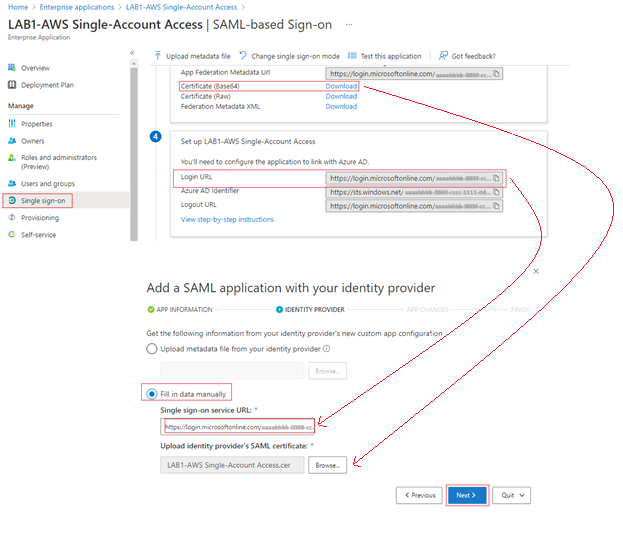 Home > Enterprise applications > LAB1-AWS Single-Account Access >
LAB1-AWS Single-Account Access | SAML-based Sign-on ...
Enterprise Application
«
Overview
Deployment Plan
Manage
Properties
Owners
Roles and administrators
(Preview)
Users and groups
Single sign-on
Provisioning
Self-service
Upload metadata file Change single sign-on mode Test this application Got feedback?
App Federation Metadata Url https://login.microsoftonline.com/
Certificate (Base64) Download
Certificate (Raw) Download
Federation Metadata XML Download
4
Set up LAB1-AWS Single-Account Access
You'll need to configure the application to link with Azure AD.
Login URL https://login.microsoftonline.com/
Azure AD Identifier https://sts.windows.net/
Logout URL https://login.microsoftonline.com/
View step-by-step instructions
Add a SAML application with your identity provider
APP INFORMATION IDENTITY PROVIDER APP CHANGES FINISH
Get the following information from your identity provider's new custom app configuration
Upload metadata file from your identity provider
Browse...
Fill in data manually
Single sign-on service URL: *
https://login.microsoftonline.com/
Upload identity provider's SAML certificate: *
LAB1-AWS Single-Account Access.cer Browse...
< Previous Next > Quit